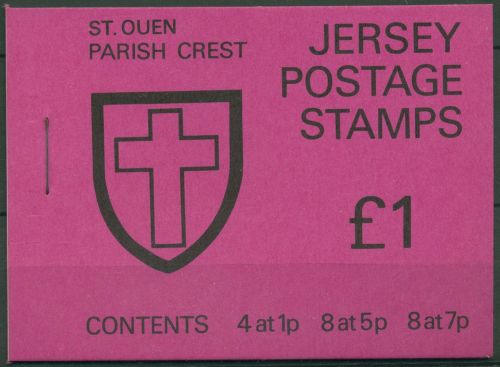 ST. OUEN
PARISH CREST
JERSEY
POSTAGE
STAMPS
£1
CONTENTS 4 at 1p 8 at 5p 8 at 7p